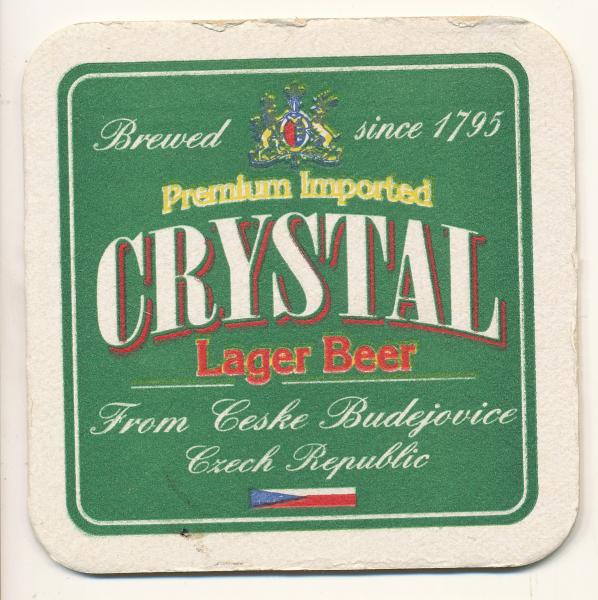 Brewed since 1795
Premium Imported
CRYSTAL
Lager Beer
From Ceske Budejovice
Czech Republic